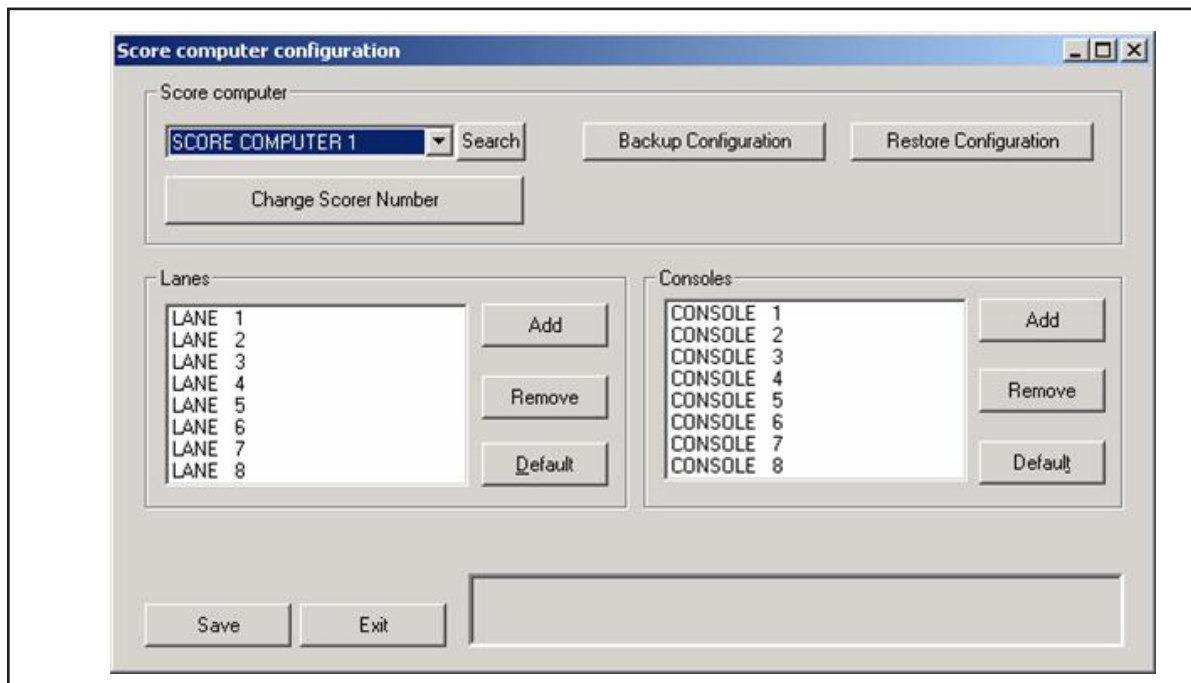 Score computer configuration
Score computer
SCORE COMPUTER 1
Search
Backup Configuration
Restore Configuration
Change Scorer Number
Lanes
LANE 1
LANE 2
LANE 3
LANE 4
LANE 5
LANE 6
LANE 7
LANE 8
Add
Remove
Default
Consoles
CONSOLE 1
CONSOLE 2
CONSOLE 3
CONSOLE 4
CONSOLE 5
CONSOLE 6
CONSOLE 7
CONSOLE 8
Add
Remove
Default
Save
Exit